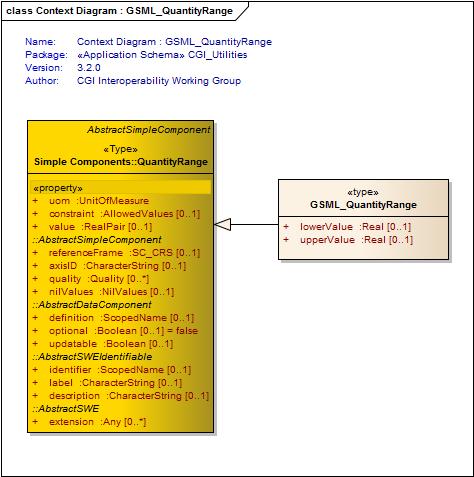 class Context Diagram : GSML_QuantityRange
Name: Context Diagram : GSML_QuantityRange
Package: «Application Schema» CGI_Utilities
Version: 3.2.0
Author: CGI Interoperability Working Group
AbstractSimpleComponent
«Type»
Simple Components::QuantityRange
«property»
+ uom :UnitOfMeasure
+ constraint :AllowedValues [0..1]
+ value :RealPair [0..1]
::AbstractSimpleComponent
+ referenceFrame :SC_CRS [0..1]
+ axisID :CharacterString [0..1]
+ quality :Quality [0..*]
+ nilValues :NilValues [0..1]
::AbstractDataComponent
+ definition :ScopedName [0..1]
+ optional :Boolean [0..1] = false
+ updatable :Boolean [0..1]
::AbstractSWEIdentifiable
+ identifier :ScopedName [0..1]
+ label :CharacterString [0..1]
+ description :CharacterString [0..1]
::AbstractSWE
+ extension :Any [0..*]
«type»
GSML_QuantityRange
+ lowerValue :Real [0..1]
+ upperValue :Real [0..1]